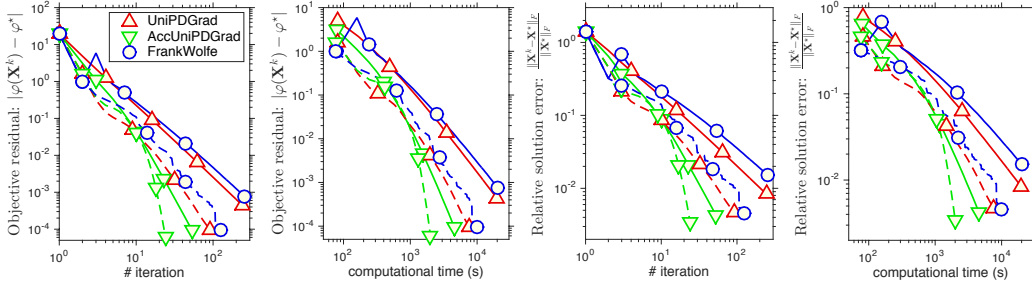 Objective residual: |φ(X^k) − φ*|
10^2
10^1
10^0
10^-1
10^-2
10^-3
10^-4
UniPDGrad
AccUniPDGrad
FrankWolfe
10^0
10^1
10^2
# iteration
Objective residual: |φ(X^k) − φ*|
10^1
10^0
10^-1
10^-2
10^-3
10^-4
10^2
10^3
10^4
computational time (s)
Relative solution error: ||X^k−X*||_F / ||X*||_F
10^0
10^-1
10^-2
10^0
10^1
10^2
# iteration
Relative solution error: ||X^k−X*||_F / ||X*||_F
10^0
10^-1
10^-2
10^2
10^3
10^4
computational time (s)